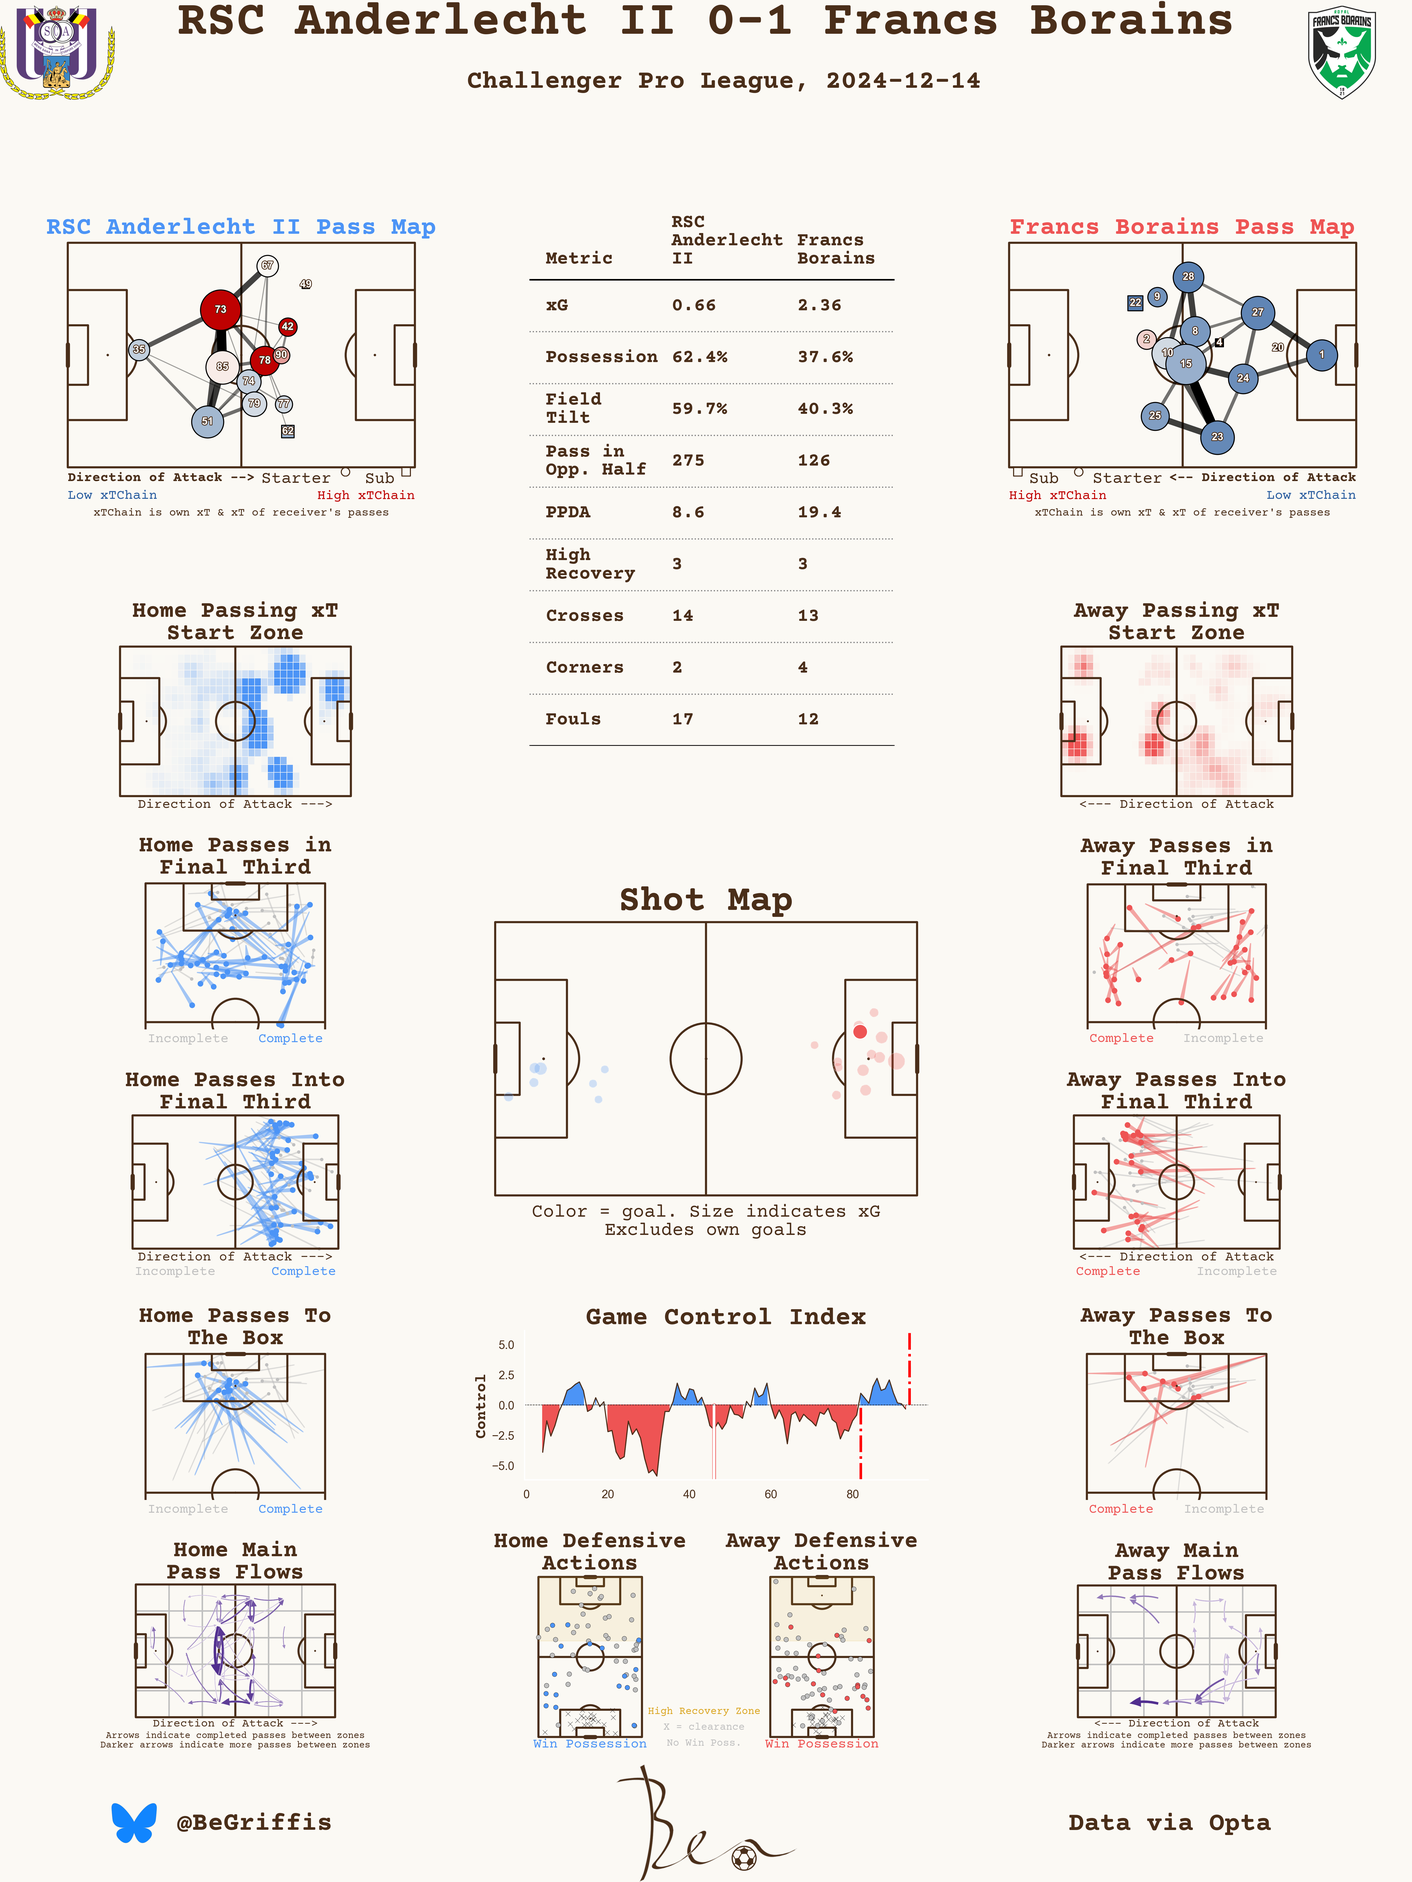 RSC Anderlecht II 0-1 Francs Borains
Challenger Pro League, 2024-12-14
ROYAL
FRANCS BORAINS
RSC Anderlecht II Pass Map
67
49
73
42
35
78
90
85
74
79
77
51
62
Direction of Attack --> Starter Sub
Low xTChain High xTChain
xTChain is own xT & xT of receiver's passes
Metric RSC Anderlecht II Francs Borains
xG 0.66 2.36
Possession 62.4% 37.6%
Field Tilt 59.7% 40.3%
Pass in Opp. Half 275 126
PPDA 8.6 19.4
High Recovery 3 3
Crosses 14 13
Corners 2 4
Fouls 17 12
Francs Borains Pass Map
28
22
9
27
8
2
4
10
20
1
15
24
25
23
Sub Starter <-- Direction of Attack
High xTChain Low xTChain
xTChain is own xT & xT of receiver's passes
Home Passing xT
Start Zone
Direction of Attack --->
Away Passing xT
Start Zone
<--- Direction of Attack
Home Passes in
Final Third
Incomplete Complete
Away Passes in
Final Third
Complete Incomplete
Shot Map
Color = goal. Size indicates xG
Excludes own goals
Home Passes Into
Final Third
Direction of Attack --->
Incomplete Complete
Away Passes Into
Final Third
<--- Direction of Attack
Complete Incomplete
Home Passes To
The Box
Incomplete Complete
Game Control Index
Control
5.0
2.5
0.0
−2.5
−5.0
0 20 40 60 80
Away Passes To
The Box
Complete Incomplete
Home Main
Pass Flows
Direction of Attack --->
Arrows indicate completed passes between zones
Darker arrows indicate more passes between zones
Home Defensive
Actions
Win Possession
High Recovery Zone
X = clearance
No Win Poss.
Away Defensive
Actions
Win Possession
Away Main
Pass Flows
<--- Direction of Attack
Arrows indicate completed passes between zones
Darker arrows indicate more passes between zones
@BeGriffis
Ben
Data via Opta